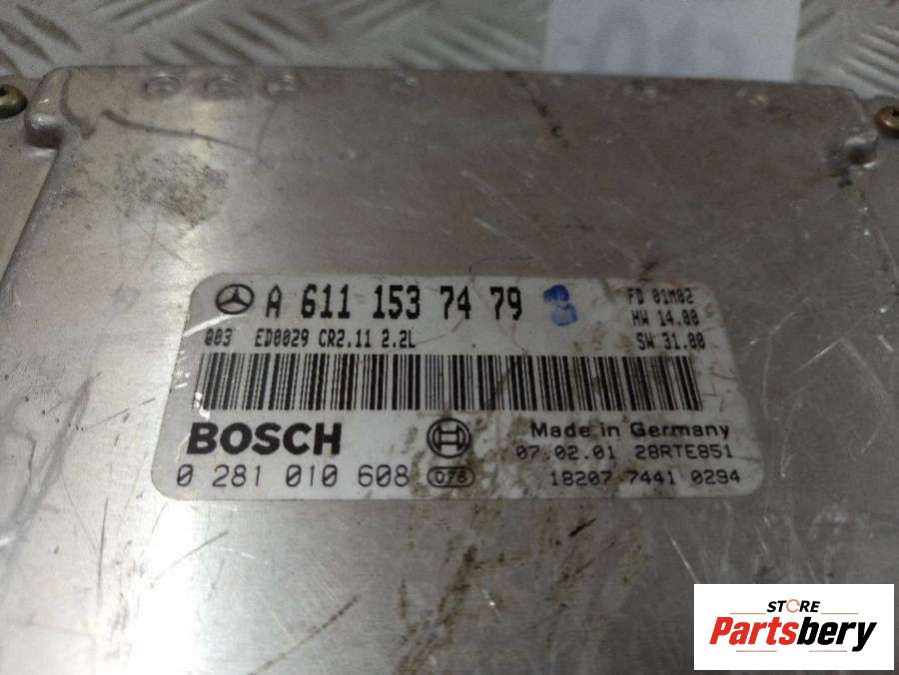 A 611 153 74 79
FD 01M02
HW 14.00
003 ED0029 CR2.11 2.2L
SW 31.00
BOSCH
Made in Germany
07.02.01 28RTE851
0 281 010 608 078
18207 7441 0294
STORE
Partsbery